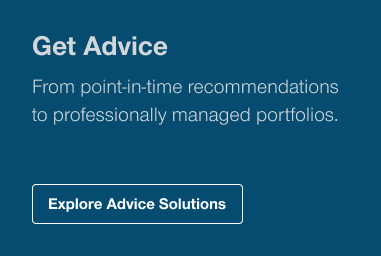 Get Advice
From point-in-time recommendations
to professionally managed portfolios.
Explore Advice Solutions